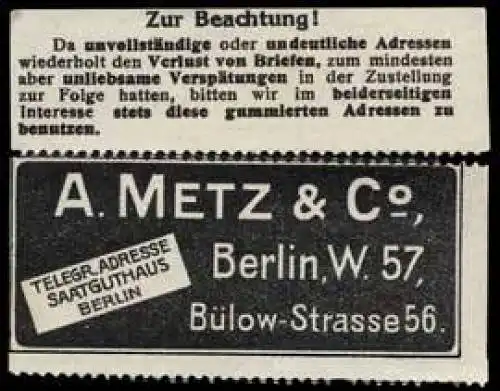 Zur Beachtung!
Da unvollständige oder undeutliche Adressen
wiederholt den Verlust von Briefen, zum mindesten
aber unliebsame Verspätungen in der Zustellung
zur Folge hatten, bitten wir im beiderseitigen
Interesse stets diese gummierten Adressen zu
benutzen.
A. METZ & Co.,
Berlin, W. 57,
TELEGR. ADRESSE
SAATGUTHAUS
BERLIN
Bülow-Strasse 56.